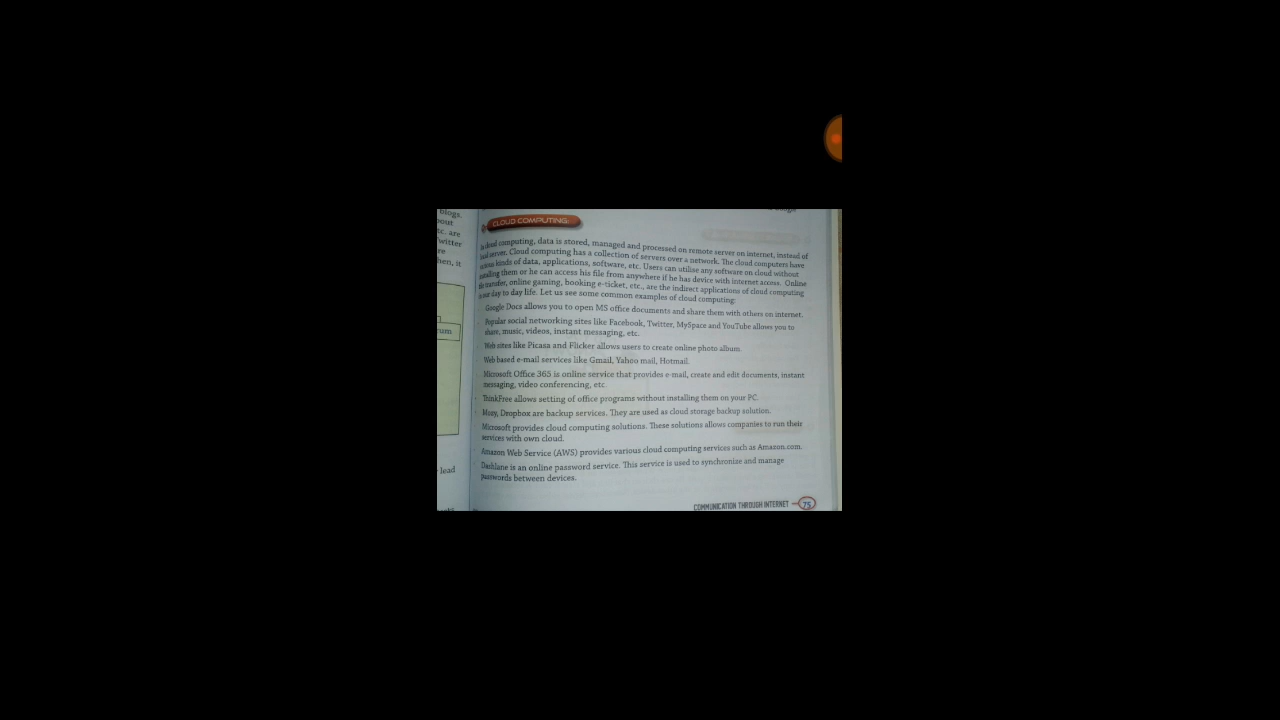 blogs.
bout
tc. are
witter
re
hen, it
um
lead
CLOUD COMPUTING:
In cloud computing, data is stored, managed and processed on remote server on internet, instead of
local server. Cloud computing has a collection of servers over a network. The cloud computers have
various kinds of data, applications, software, etc. Users can utilise any software on cloud without
installing them or he can access his file from anywhere if he has device with internet access. Online
file transfer, online gaming, booking e-ticket, etc., are the indirect applications of cloud computing
in our day to day life. Let us see some common examples of cloud computing:
Google Docs allows you to open MS office documents and share them with others on internet.
Popular social networking sites like Facebook, Twitter, MySpace and YouTube allows you to
share, music, videos, instant messaging, etc.
Web sites like Picasa and Flicker allows users to create online photo album.
Web based e-mail services like Gmail, Yahoo mail, Hotmail.
Microsoft Office 365 is online service that provides e-mail, create and edit documents, instant
messaging, video conferencing, etc.
ThinkFree allows setting of office programs without installing them on your PC.
Mozy, Dropbox are backup services. They are used as cloud storage backup solution.
Microsoft provides cloud computing solutions. These solutions allows companies to run their
services with own cloud.
Amazon Web Service (AWS) provides various cloud computing services such as Amazon.com.
Dashlane is an online password service. This service is used to synchronise and manage
passwords between devices.
COMMUNICATION THROUGH INTERNET 75